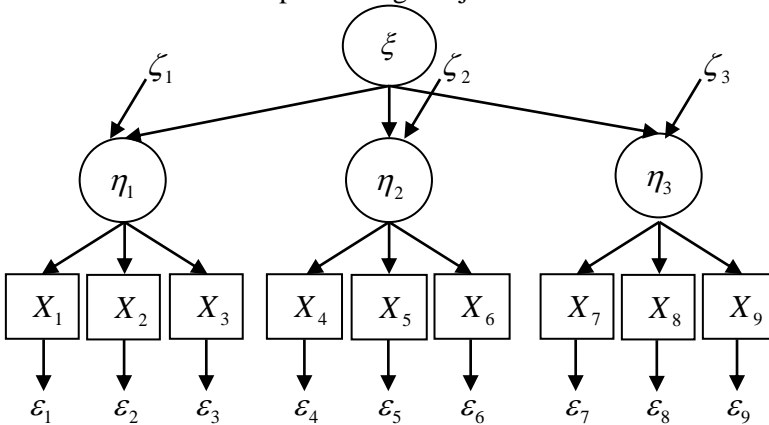 ξ
ζ₁ ζ₂ ζ₃
η₁ η₂ η₃
X₁ X₂ X₃ X₄ X₅ X₆ X₇ X₈ X₉
ε₁ ε₂ ε₃ ε₄ ε₅ ε₆ ε₇ ε₈ ε₉